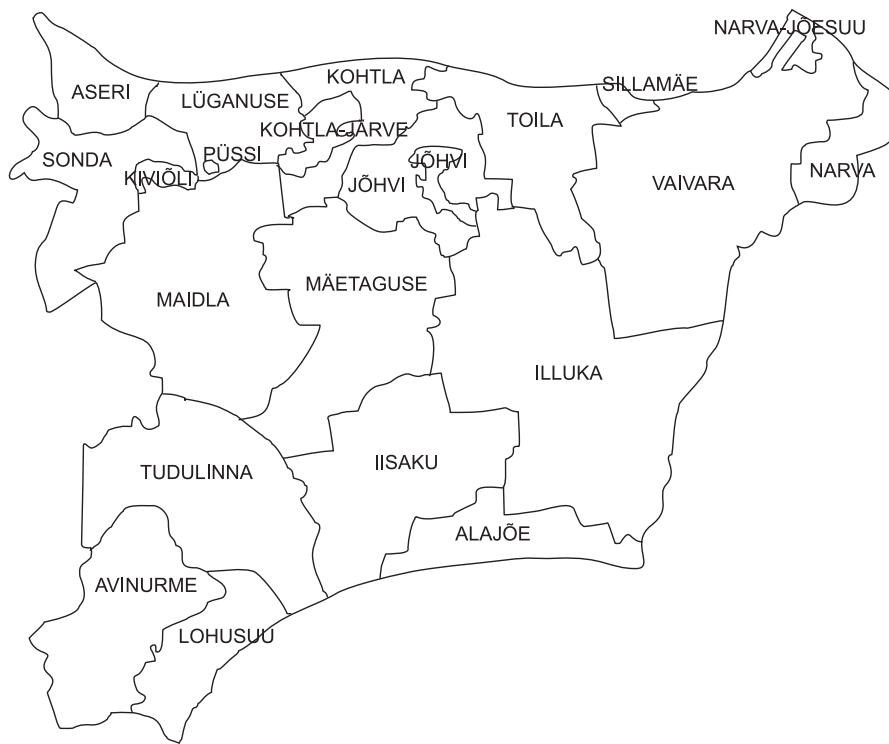 NARVA-JÕESUU
KOHTLA
SILLAMÄE
ASERI
LÜGANUSE
TOILA
KOHTLA-JÄRVE
SONDA
PÜSSI
JÕHVI
KIVIÕLI
JÕHVI
VAIVARA
NARVA
MAIDLA
MÄETAGUSE
ILLUKA
TUDULINNA
IISAKU
ALAJÕE
AVINURME
LOHUSUU